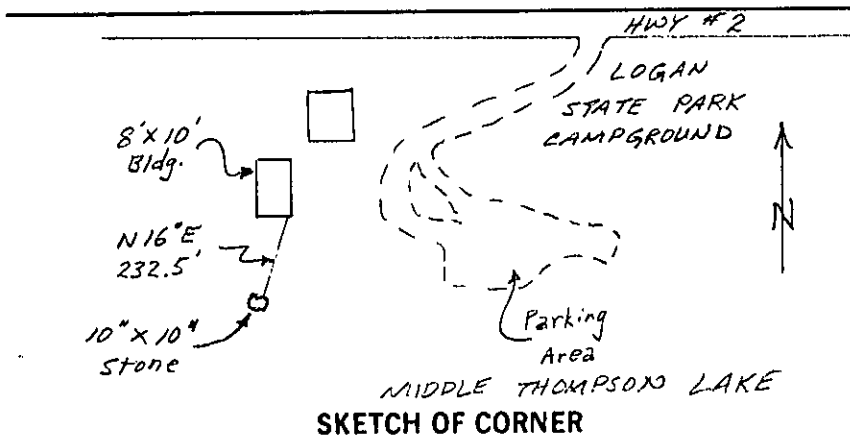 HWY #2
LOGAN
STATE PARK
CAMPGROUND
8'X10'
Bldg.
N
N16°E
232.5'
10"X10"
Stone
Parking
Area
MIDDLE THOMPSON LAKE
SKETCH OF CORNER